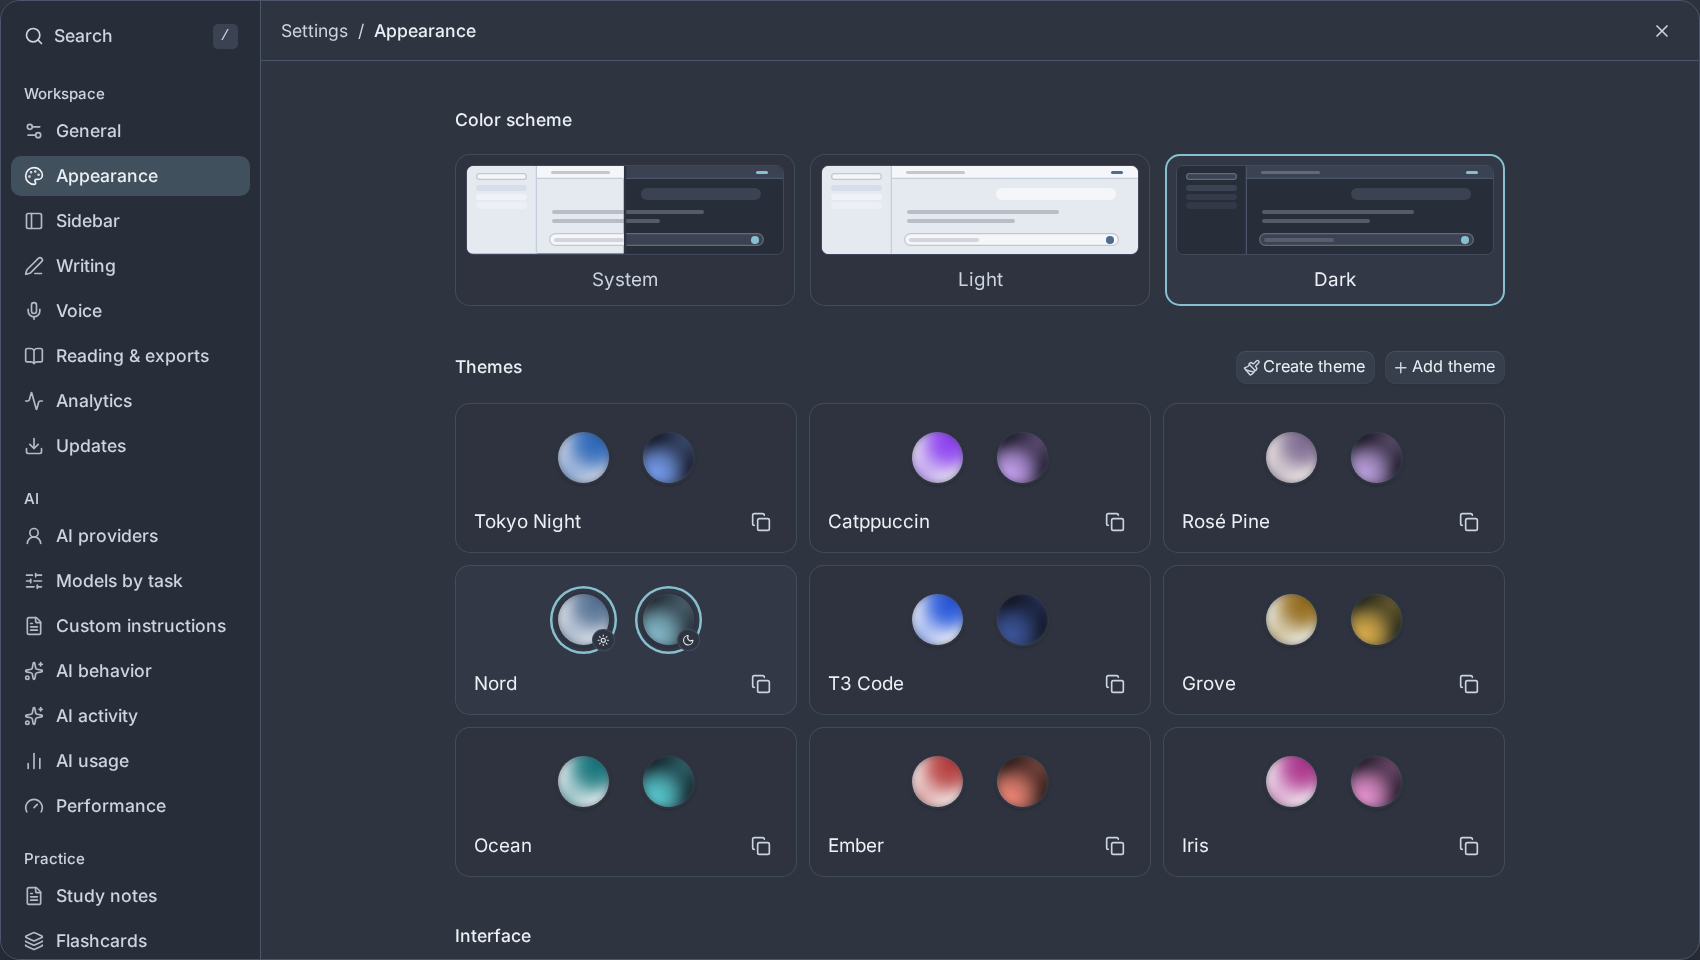 Search
/
Workspace
General
Appearance
Sidebar
Writing
Voice
Reading & exports
Analytics
Updates
AI
AI providers
Models by task
Custom instructions
AI behavior
AI activity
AI usage
Performance
Practice
Study notes
Flashcards
Settings / Appearance
Color scheme
System
Light
Dark
Themes
Create theme
Add theme
Tokyo Night
Catppuccin
Rosé Pine
Nord
T3 Code
Grove
Ocean
Ember
Iris
Interface